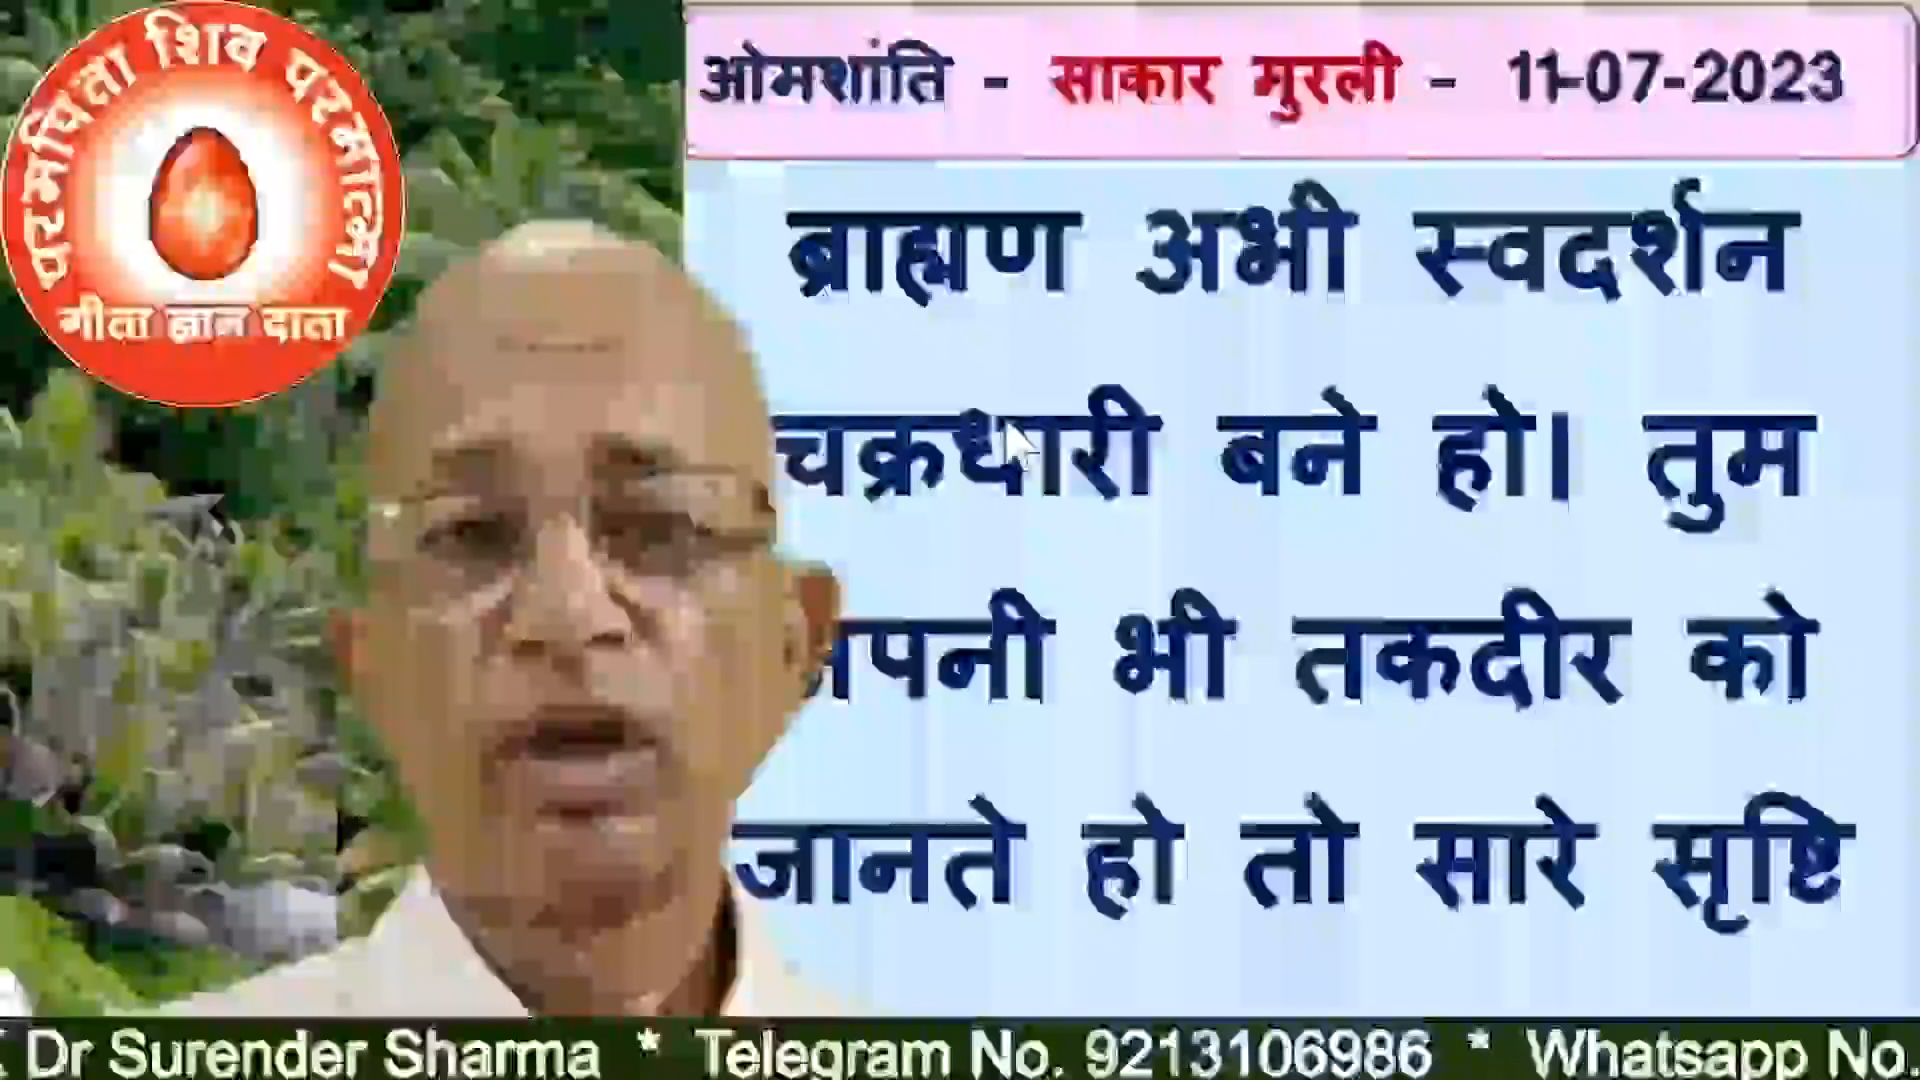 परमपिता शिव परमात्मा
गीता ज्ञान दाता
ओमशांति - साकार मुरली - 11-07-2023
ब्राह्मण अभी स्वदर्शन
चक्रधारी बने हो। तुम
पनी भी तकदीर को
जानते हो तो सारे सृष्टि
Dr Surender Sharma * Telegram No. 9213106986 * Whatsapp No.